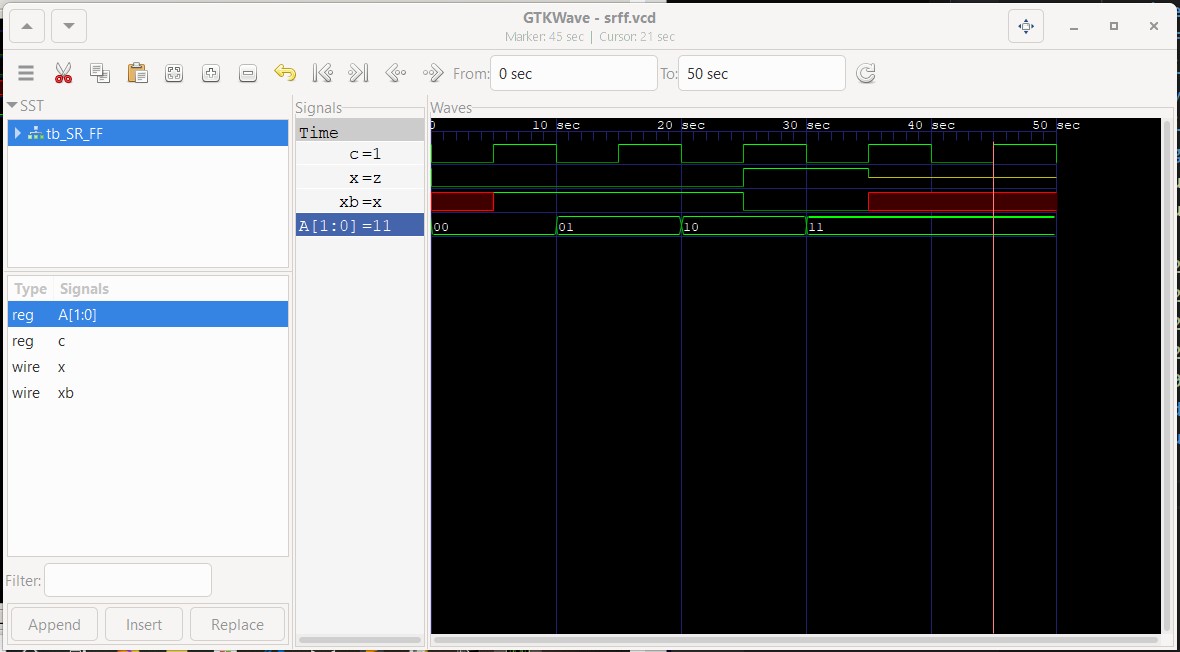 GTKWave - srff.vcd
Marker: 45 sec | Cursor: 21 sec
From: 0 sec To: 50 sec
SST
tb_SR_FF
Type Signals
reg A[1:0]
reg c
wire x
wire xb
Filter:
Append Insert Replace
Signals
Time
c=1
x=z
xb=x
A[1:0] =11
Waves
0 10 sec 20 sec 30 sec 40 sec 50 sec
00 01 10 11